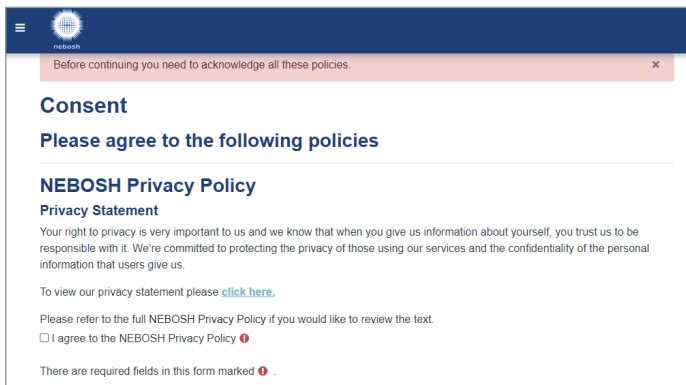 nebosh
Before continuing you need to acknowledge all these policies. ×
Consent
Please agree to the following policies
NEBOSH Privacy Policy
Privacy Statement
Your right to privacy is very important to us and we know that when you give us information about yourself, you trust us to be
responsible with it. We're committed to protecting the privacy of those using our services and the confidentiality of the personal
information that users give us.
To view our privacy statement please click here.
Please refer to the full NEBOSH Privacy Policy if you would like to review the text.
I agree to the NEBOSH Privacy Policy
There are required fields in this form marked .